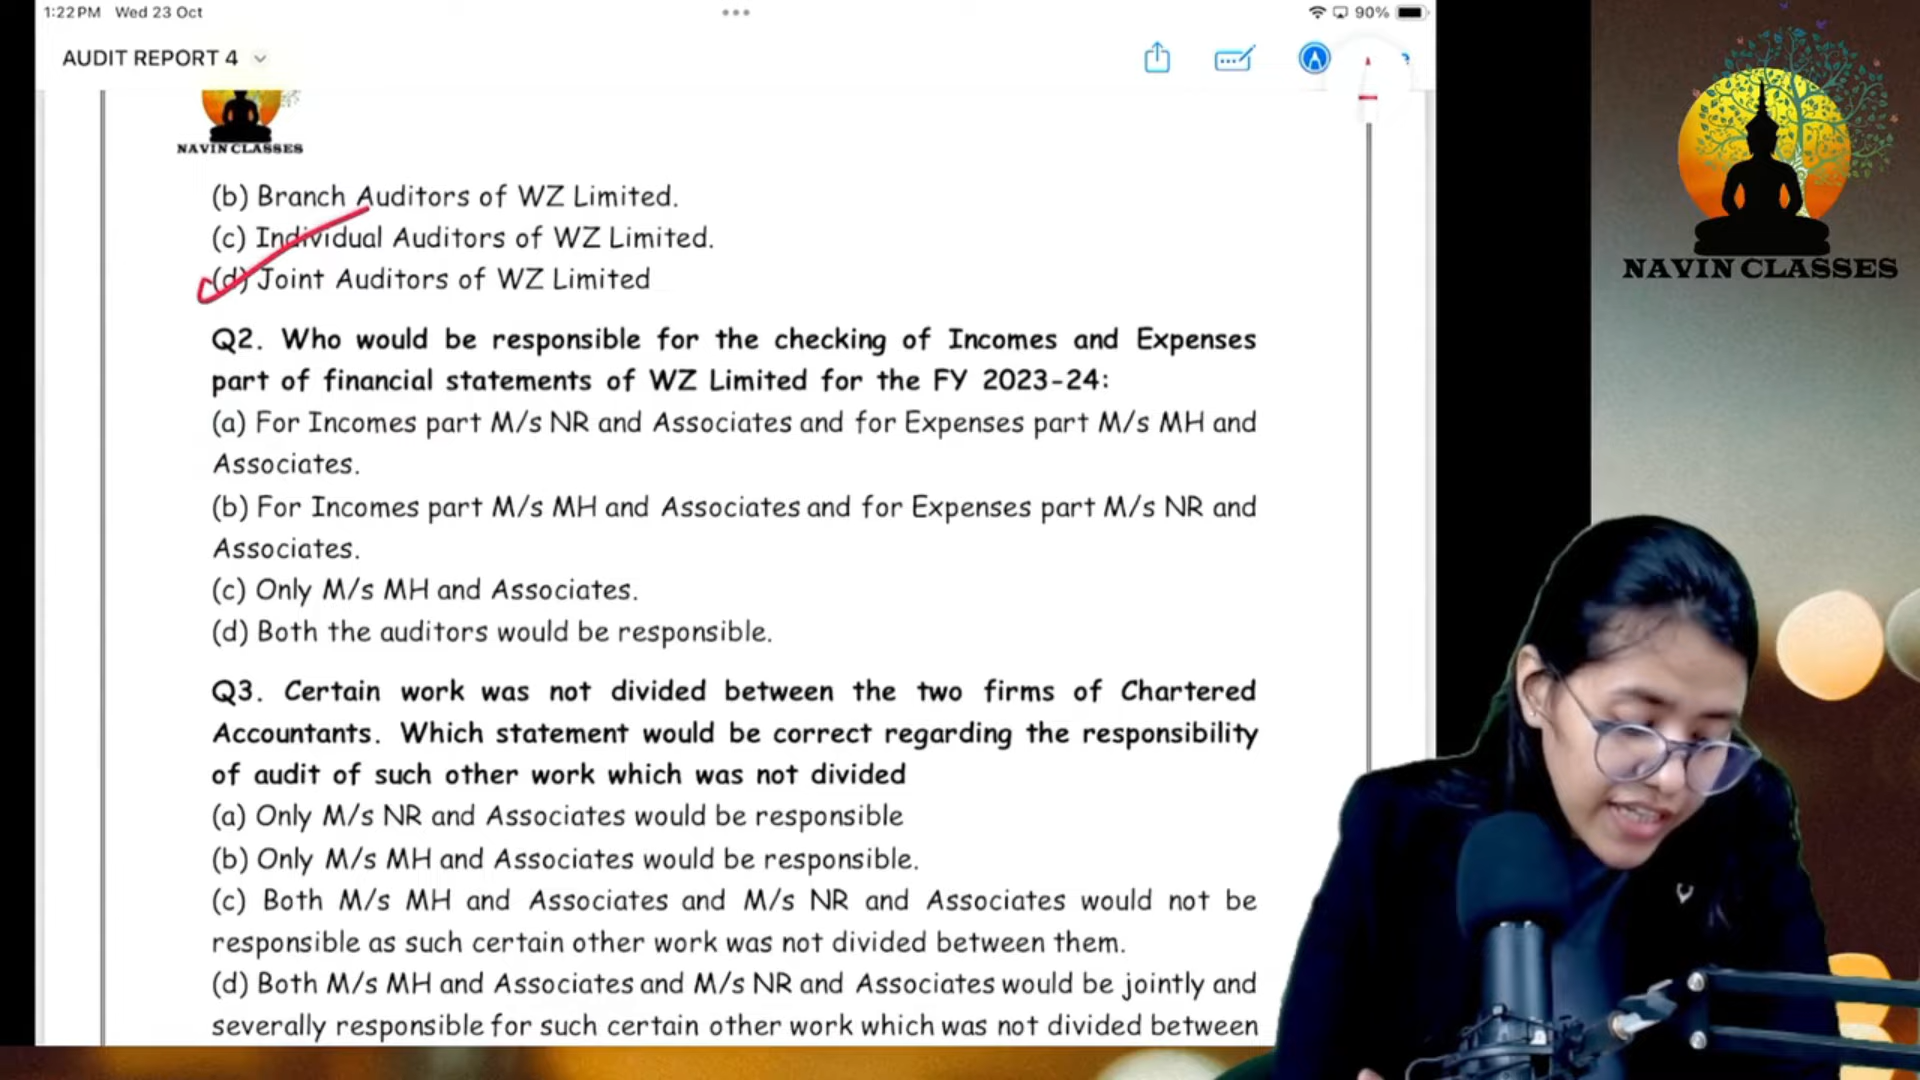 1:22 PM Wed 23 Oct
90%
AUDIT REPORT 4
NAVIN CLASSES
NAVIN CLASSES
(b) Branch Auditors of WZ Limited.
(c) Individual Auditors of WZ Limited.
(d) Joint Auditors of WZ Limited
Q2. Who would be responsible for the checking of Incomes and Expenses
part of financial statements of WZ Limited for the FY 2023-24:
(a) For Incomes part M/s NR and Associates and for Expenses part M/s MH and
Associates.
(b) For Incomes part M/s MH and Associates and for Expenses part M/s NR and
Associates.
(c) Only M/s MH and Associates.
(d) Both the auditors would be responsible.
Q3. Certain work was not divided between the two firms of Chartered
Accountants. Which statement would be correct regarding the responsibility
of audit of such other work which was not divided
(a) Only M/s NR and Associates would be responsible
(b) Only M/s MH and Associates would be responsible.
(c) Both M/s MH and Associates and M/s NR and Associates would not be
responsible as such certain other work was not divided between them.
(d) Both M/s MH and Associates and M/s NR and Associates would be jointly and
severally responsible for such certain other work which was not divided between